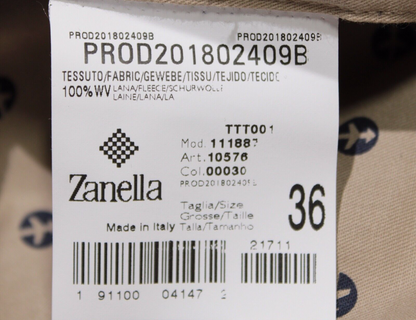 PROD201802409B PROD201802409B
PROD201802409B
TESSUTO/FABRIC/GEWEBE/TISSU/TEJIDO/TECIDO
100%WV LANA/FLEECE/SCHURWOLLE
LAINE/LANA/LA
TTT001
Mod. 111887
Art. 10576
Col. 00030
PROD201802409B
Zanella
Taglia/Size
Grosse/Taille
Talla/Tamanho
36
Made in Italy
21711
1 91100 04147